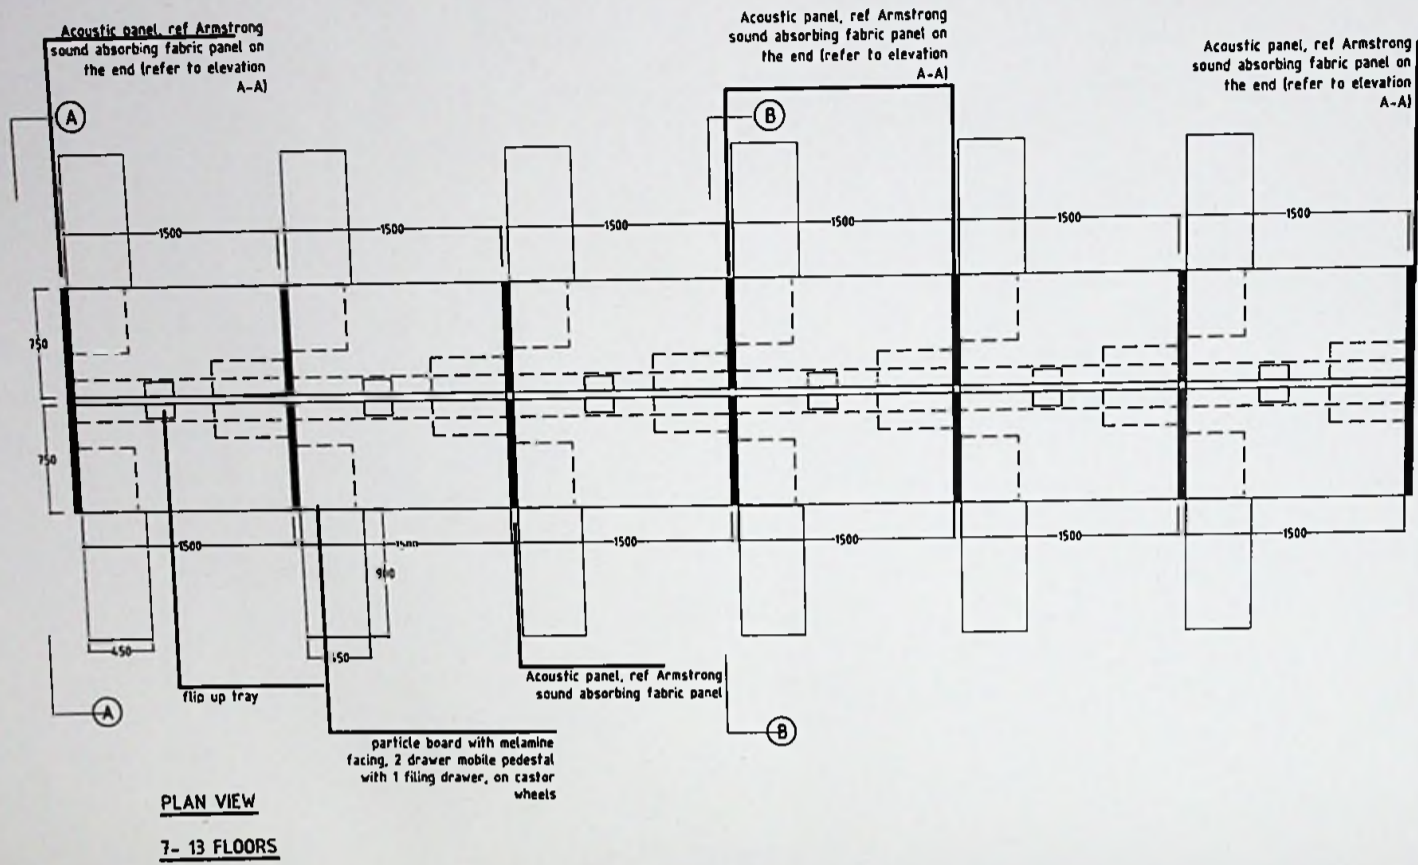 Acoustic panel, ref Armstrong
sound absorbing fabric panel on
the end (refer to elevation
A-A)
Acoustic panel, ref Armstrong
sound absorbing fabric panel on
the end (refer to elevation
A-A)
Acoustic panel, ref Armstrong
sound absorbing fabric panel on
the end (refer to elevation
A-A)
A
B
1500
1500
1500
1500
1500
1500
750
750
1500
1500
1500
1500
1500
1500
900
450
450
flip up tray
Acoustic panel, ref Armstrong
sound absorbing fabric panel
A
B
particle board with melamine
facing, 2 drawer mobile pedestal
with 1 filing drawer, on castor
wheels
PLAN VIEW
7- 13 FLOORS